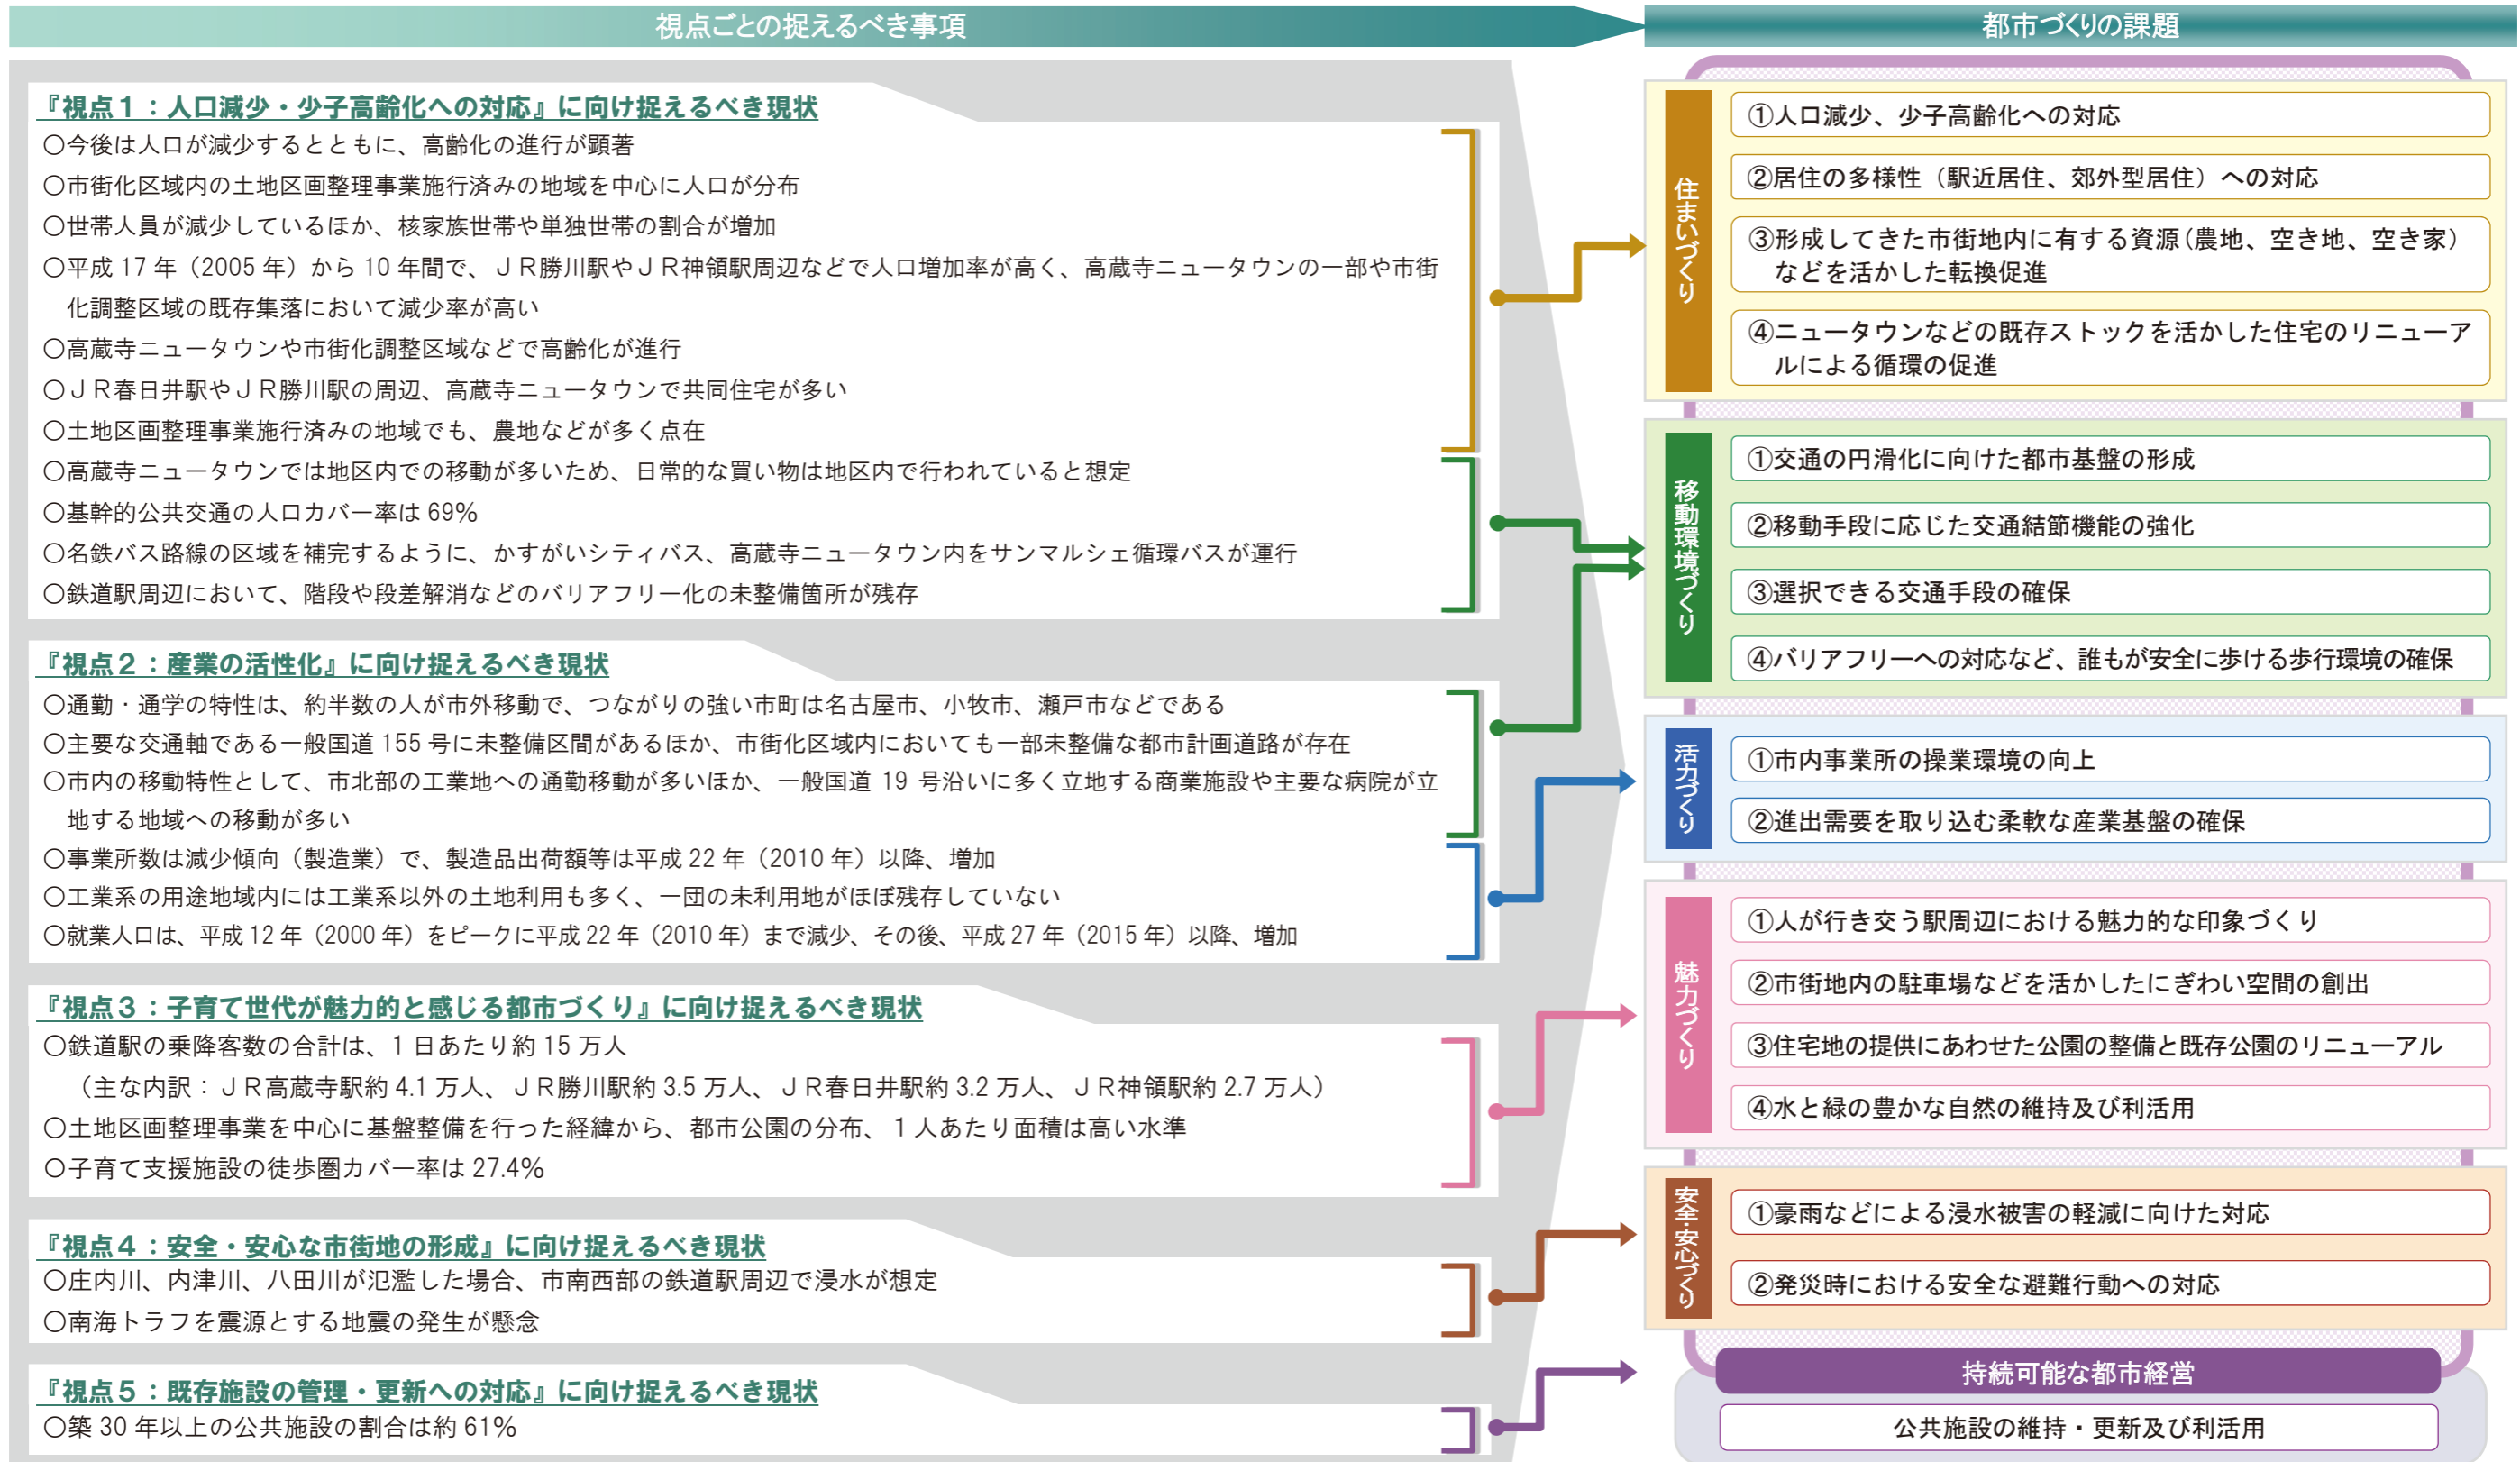 視点ごとの捉えるべき事項
『視点1：人口減少・少子高齢化への対応』に向け捉えるべき現状
〇今後は人口が減少するとともに、高齢化の進行が顕著
〇市街化区域内の土地区画整理事業施行済みの地域を中心に人口が分布
〇世帯人員が減少しているほか、核家族世帯や単独世帯の割合が増加
〇平成 17 年（2005 年）から 10 年間で、ＪＲ勝川駅やＪＲ神領駅周辺などで人口増加率が高く、高蔵寺ニュータウンの一部や市街
化調整区域の既存集落において減少率が高い
〇高蔵寺ニュータウンや市街化調整区域などで高齢化が進行
〇ＪＲ春日井駅やＪＲ勝川駅の周辺、高蔵寺ニュータウンで共同住宅が多い
〇土地区画整理事業施行済みの地域でも、農地などが多く点在
〇高蔵寺ニュータウンでは地区内での移動が多いため、日常的な買い物は地区内で行われていると想定
〇基幹的公共交通の人口カバー率は 69％
〇名鉄バス路線の区域を補完するように、かすがいシティバス、高蔵寺ニュータウン内をサンマルシェ循環バスが運行
〇鉄道駅周辺において、階段や段差解消などのバリアフリー化の未整備箇所が残存
『視点2：産業の活性化』に向け捉えるべき現状
〇通勤・通学の特性は、約半数の人が市外移動で、つながりの強い市町は名古屋市、小牧市、瀬戸市などである
〇主要な交通軸である一般国道 155 号に未整備区間があるほか、市街化区域内においても一部未整備な都市計画道路が存在
〇市内の移動特性として、市北部の工業地への通勤移動が多いほか、一般国道 19 号沿いに多く立地する商業施設や主要な病院が立
地する地域への移動が多い
〇事業所数は減少傾向（製造業）で、製造品出荷額等は平成 22 年（2010 年）以降、増加
〇工業系の用途地域内には工業系以外の土地利用も多く、一団の未利用地がほぼ残存していない
〇就業人口は、平成 12 年（2000 年）をピークに平成 22 年（2010 年）まで減少、その後、平成 27 年（2015 年）以降、増加
『視点3：子育て世代が魅力的と感じる都市づくり』に向け捉えるべき現状
〇鉄道駅の乗降客数の合計は、1 日あたり約 15 万人
（主な内訳：ＪＲ高蔵寺駅約 4.1 万人、ＪＲ勝川駅約 3.5 万人、ＪＲ春日井駅約 3.2 万人、ＪＲ神領駅約 2.7 万人）
〇土地区画整理事業を中心に基盤整備を行った経緯から、都市公園の分布、1 人あたり面積は高い水準
〇子育て支援施設の徒歩圏カバー率は 27.4％
『視点4：安全・安心な市街地の形成』に向け捉えるべき現状
〇庄内川、内津川、八田川が氾濫した場合、市南西部の鉄道駅周辺で浸水が想定
〇南海トラフを震源とする地震の発生が懸念
『視点5：既存施設の管理・更新への対応』に向け捉えるべき現状
〇築 30 年以上の公共施設の割合は約 61％
都市づくりの課題
住まいづくり
①人口減少、少子高齢化への対応
②居住の多様性（駅近居住、郊外型居住）への対応
③形成してきた市街地内に有する資源（農地、空き地、空き家）
などを活かした転換促進
④ニュータウンなどの既存ストックを活かした住宅のリニューア
ルによる循環の促進
移動環境づくり
①交通の円滑化に向けた都市基盤の形成
②移動手段に応じた交通結節機能の強化
③選択できる交通手段の確保
④バリアフリーへの対応など、誰もが安全に歩ける歩行環境の確保
活力づくり
①市内事業所の操業環境の向上
②進出需要を取り込む柔軟な産業基盤の確保
魅力づくり
①人が行き交う駅周辺における魅力的な印象づくり
②市街地内の駐車場などを活かしたにぎわい空間の創出
③住宅地の提供にあわせた公園の整備と既存公園のリニューアル
④水と緑の豊かな自然の維持及び利活用
安全・安心づくり
①豪雨などによる浸水被害の軽減に向けた対応
②発災時における安全な避難行動への対応
持続可能な都市経営
公共施設の維持・更新及び利活用